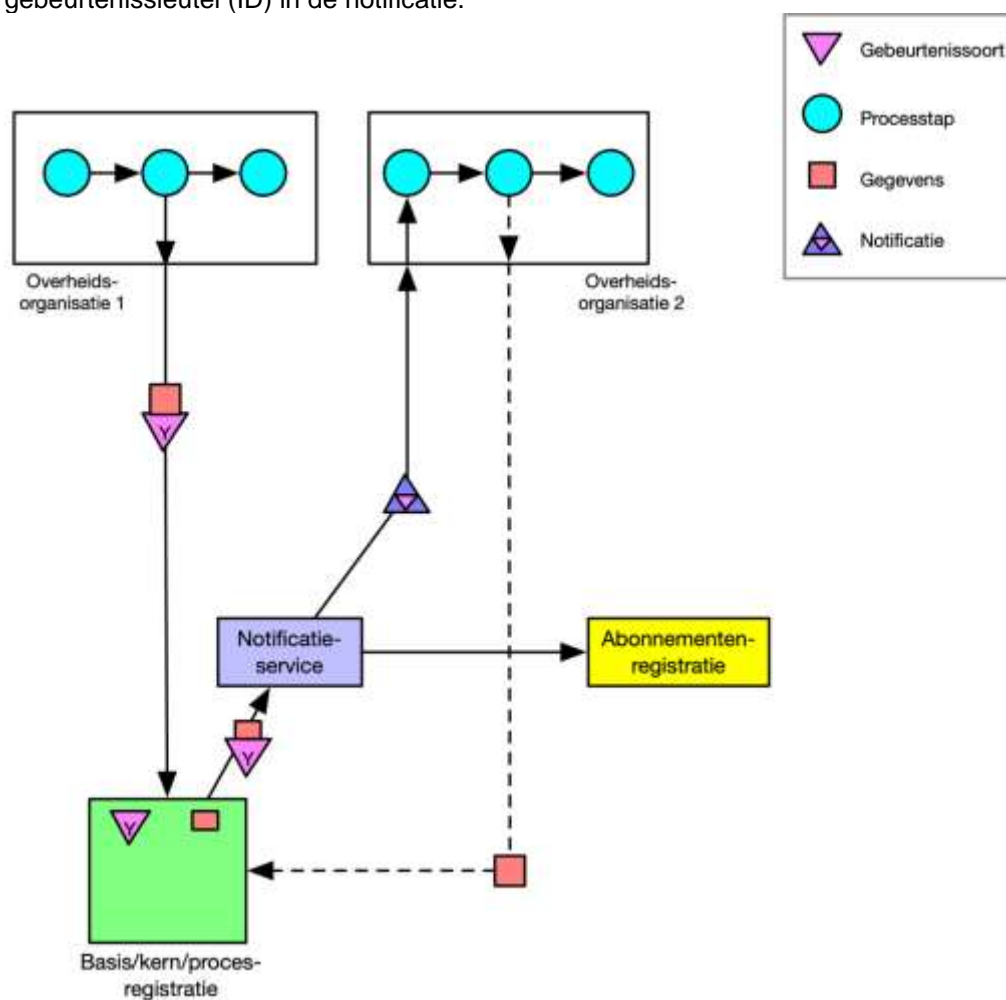 gebeurtenissleutel (ID) in de notificatie.
Gebeurtenissoort
Processtap
Gegevens
Notificatie
Overheids-
organisatie 1
Overheids-
organisatie 2
Y
Notificatie-
service
Abonnementen-
registratie
Y
Y
Basis/kern/proces-
registratie